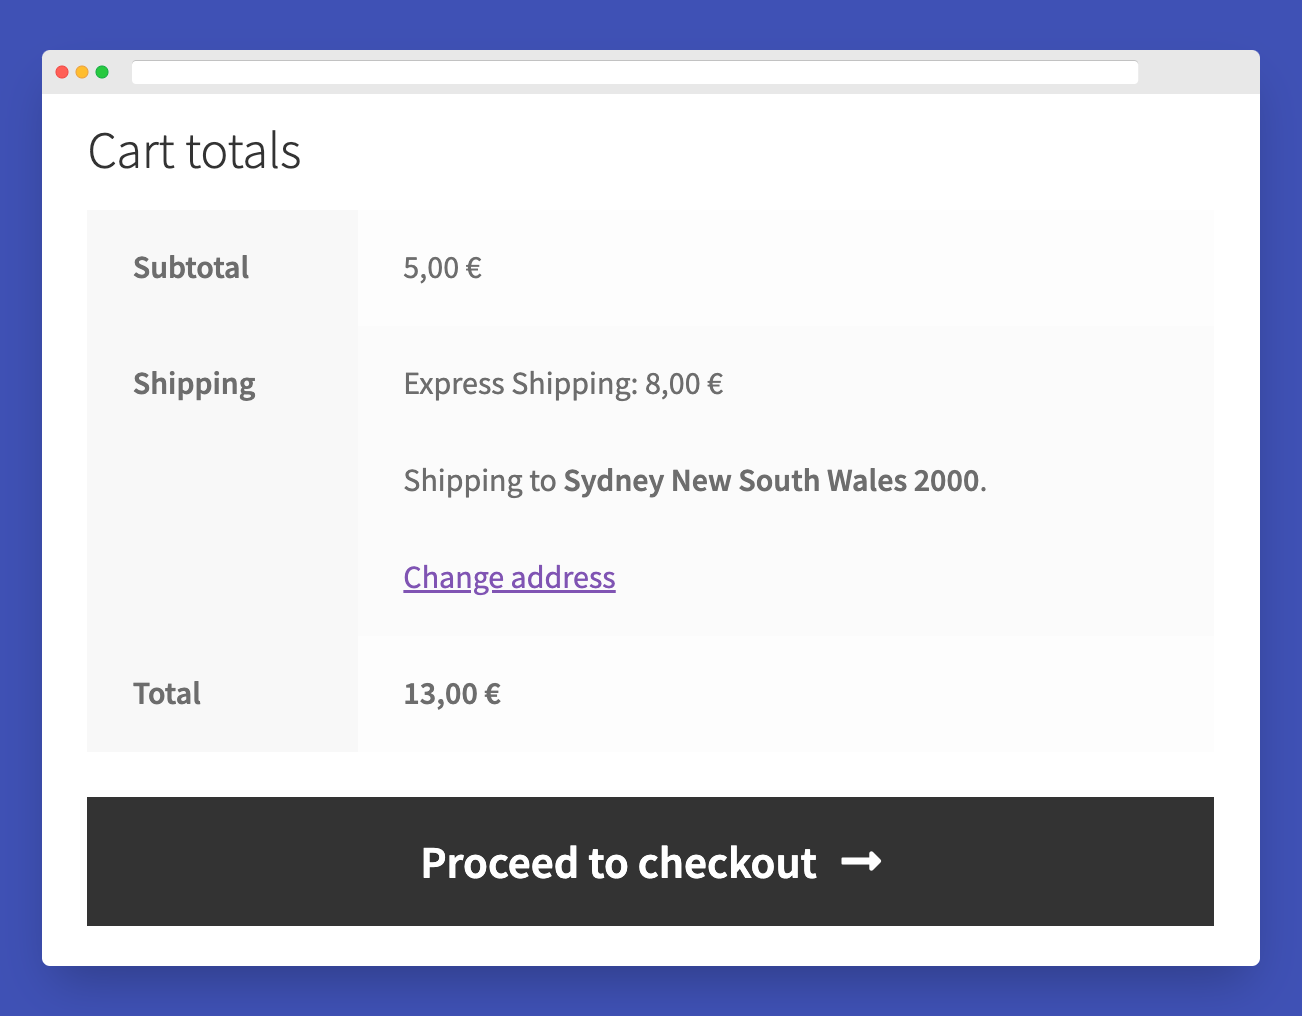 Cart totals
Subtotal
5,00 €
Shipping
Express Shipping: 8,00 €
Shipping to Sydney New South Wales 2000.
Change address
Total
13,00 €
Proceed to checkout